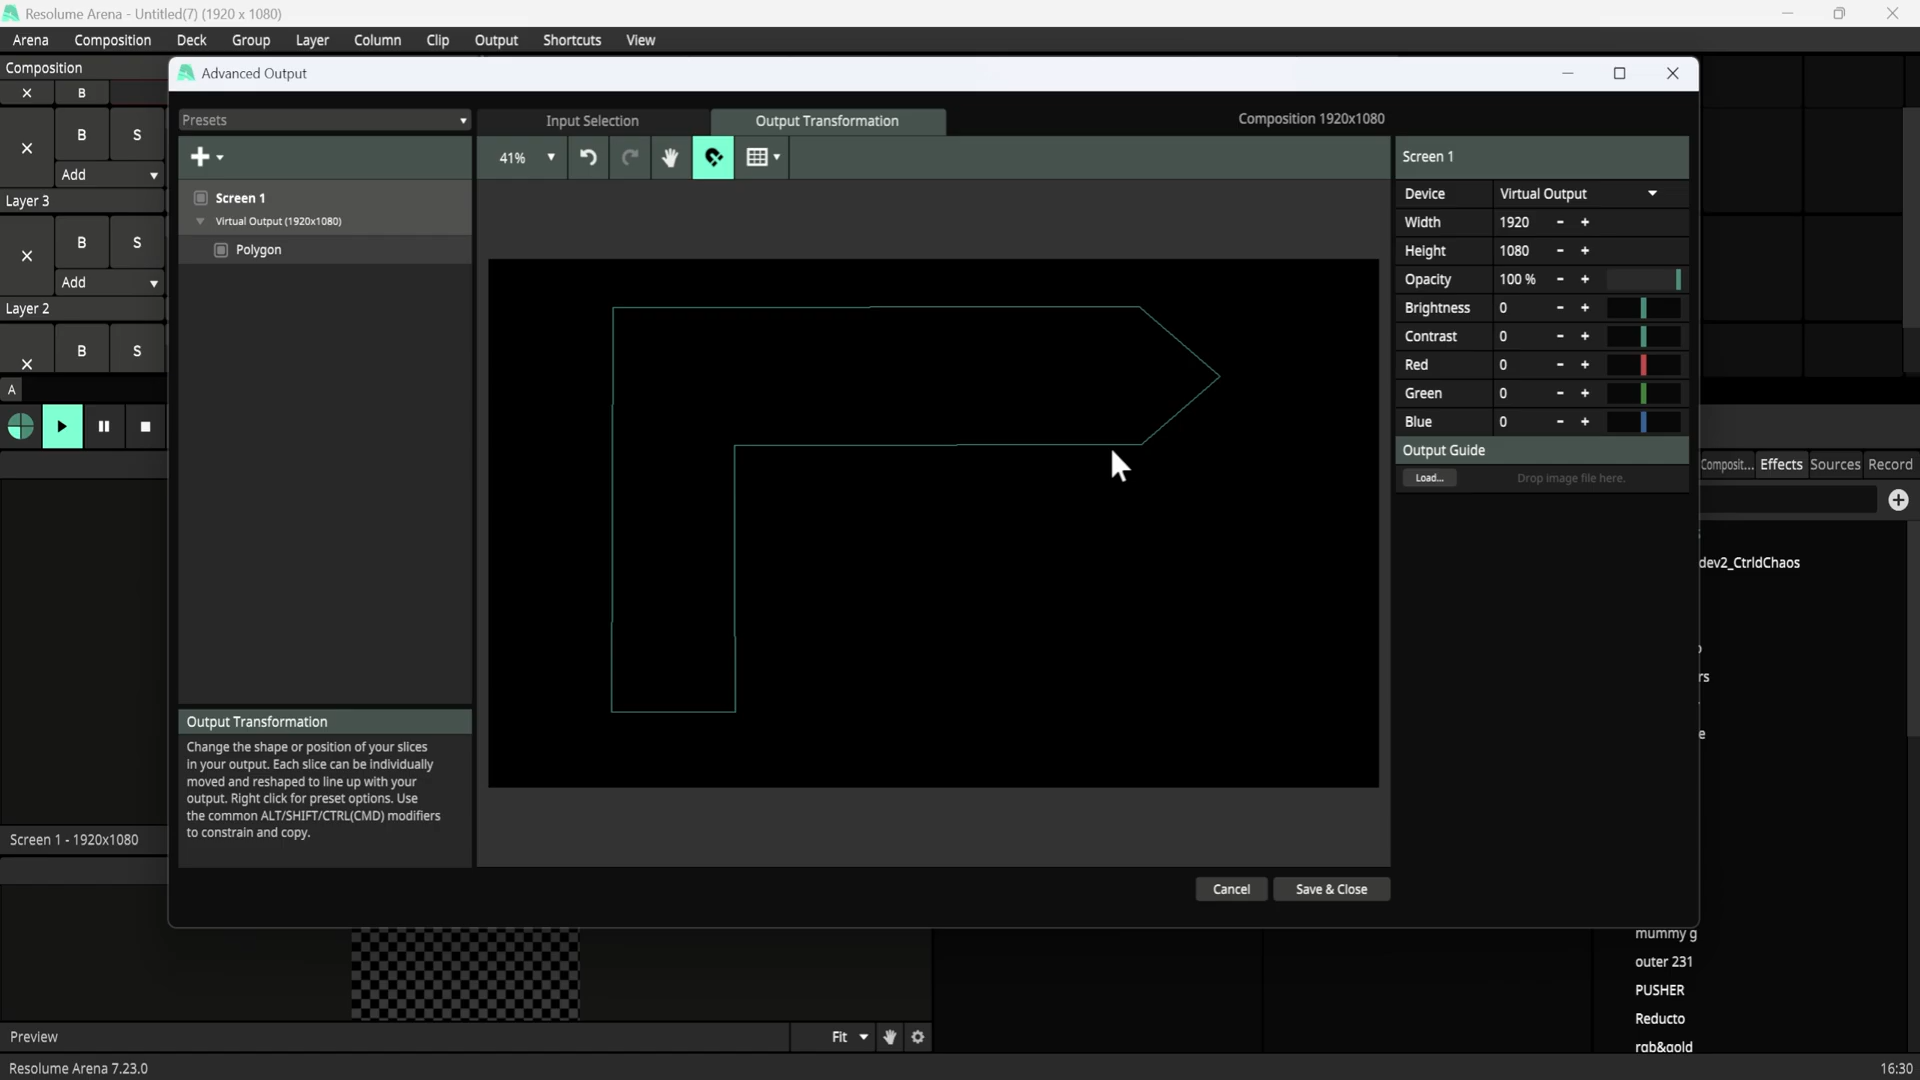 Resolume Arena - Untitled(7) (1920 x 1080)
Arena Composition Deck Group Layer Column Clip Output Shortcuts View
Composition
B
B S
Add
Layer 3
B S
Add
Layer 2
B S
A
Advanced Output
Presets
Input Selection
Output Transformation
Composition 1920x1080
41%
Screen 1
Virtual Output (1920x1080)
Polygon
Screen 1
Device Virtual Output
Width 1920 - +
Height 1080 - +
Opacity 100 % - +
Brightness 0 - +
Contrast 0 - +
Red 0 - +
Green 0 - +
Blue 0 - +
Output Guide
Load... Drop image file here.
Output Transformation
Change the shape or position of your slices
in your output. Each slice can be individually
moved and reshaped to line up with your
output. Right click for preset options. Use
the common ALT/SHIFT/CTRL(CMD) modifiers
to constrain and copy.
Cancel Save & Close
Composit... Effects Sources Record
dev2_CtrldChaos
rs
e
mummy g
outer 231
PUSHER
Reducto
rgb&gold
Screen 1 - 1920x1080
Preview
Fit
Resolume Arena 7.23.0
16:30